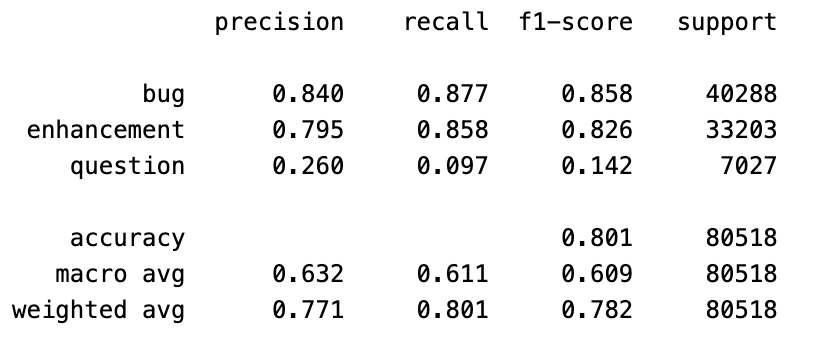 precision recall f1-score support
bug 0.840 0.877 0.858 40288
enhancement 0.795 0.858 0.826 33203
question 0.260 0.097 0.142 7027
accuracy 0.801 80518
macro avg 0.632 0.611 0.609 80518
weighted avg 0.771 0.801 0.782 80518